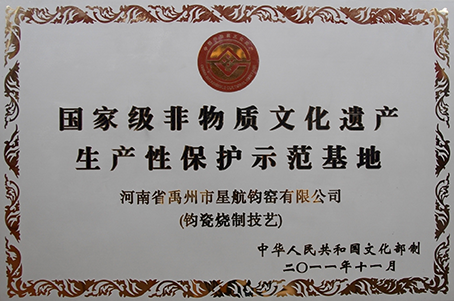 国家级非物质文化遗产
生产性保护示范基地
河南省禹州市星航钧窑有限公司
(钧瓷烧制技艺)
中华人民共和国文化部制
二〇一一年十一月